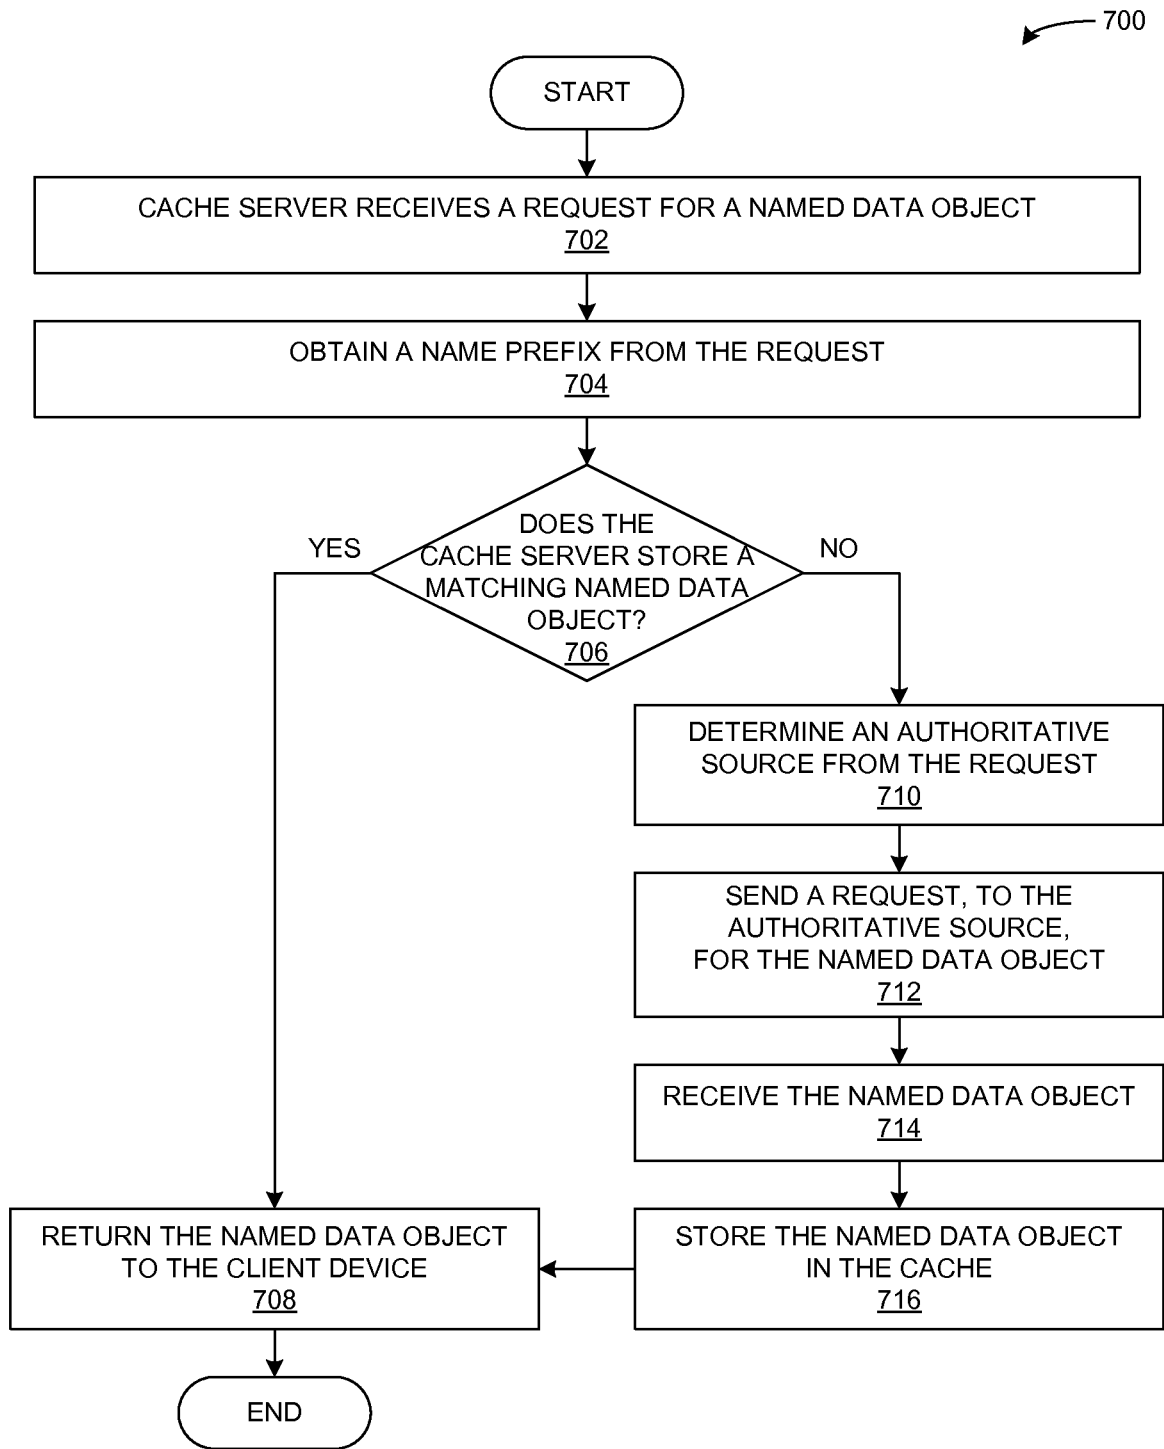 700
START
CACHE SERVER RECEIVES A REQUEST FOR A NAMED DATA OBJECT
702
OBTAIN A NAME PREFIX FROM THE REQUEST
704
DOES THE
CACHE SERVER STORE A
MATCHING NAMED DATA
OBJECT?
706
YES
NO
DETERMINE AN AUTHORITATIVE
SOURCE FROM THE REQUEST
710
SEND A REQUEST, TO THE
AUTHORITATIVE SOURCE,
FOR THE NAMED DATA OBJECT
712
RECEIVE THE NAMED DATA OBJECT
714
STORE THE NAMED DATA OBJECT
IN THE CACHE
716
RETURN THE NAMED DATA OBJECT
TO THE CLIENT DEVICE
708
END